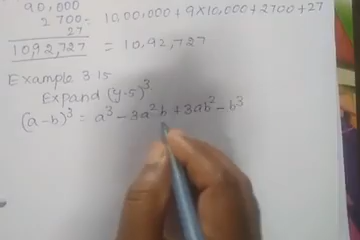 90,000
2 700 = 10,00,000 + 9 × 10,000 + 2700 + 27
27
1092,727 = 10,92,727
Example 3.15
Expand (y-5)³
(a-b)³ = a³ - 3a²b + 3ab² - b³